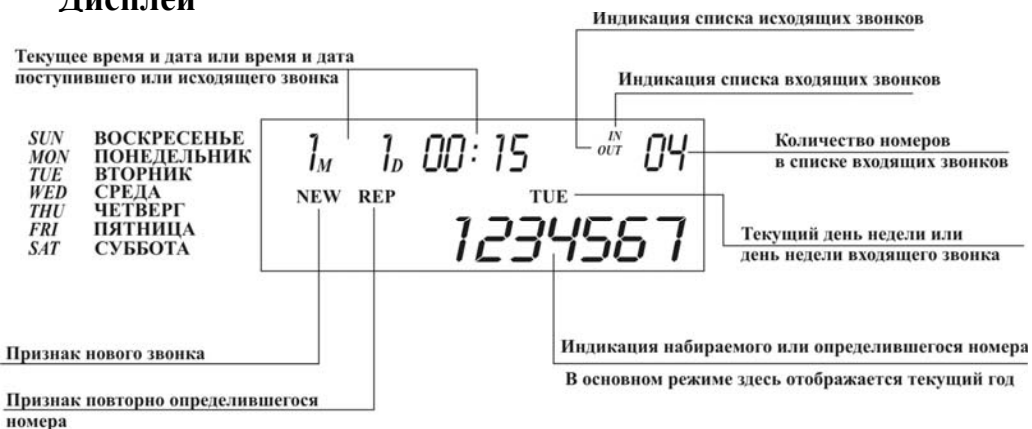 Дисплей
Индикация списка исходящих звонков
Текущее время и дата или время и дата
поступившего или исходящего звонка
Индикация списка входящих звонков
SUN ВОСКРЕСЕНЬЕ
MON ПОНЕДЕЛЬНИК
TUE ВТОРНИК
WED СРЕДА
THU ЧЕТВЕРГ
FRI ПЯТНИЦА
SAT СУББОТА
1M 1D 00:15 IN OUT 04
NEW REP TUE
1234567
Количество номеров
в списке входящих звонков
Текущий день недели или
день недели входящего звонка
Признак нового звонка
Индикация набираемого или определившегося номера
В основном режиме здесь отображается текущий год
Признак повторно определившегося
номера